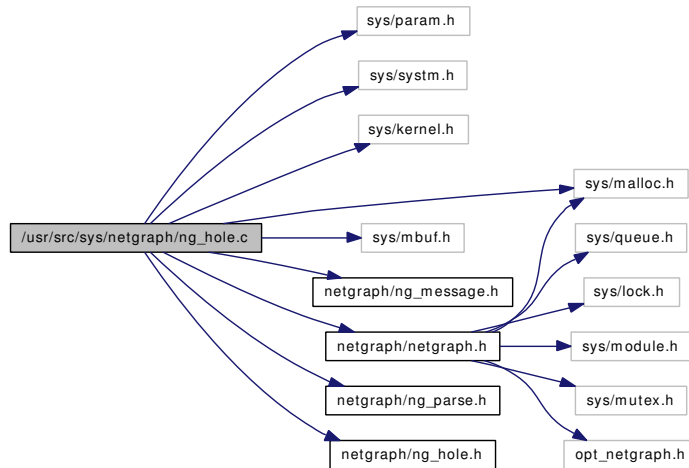 sys/param.h
sys/systm.h
sys/kernel.h
sys/malloc.h
/usr/src/sys/netgraph/ng_hole.c
sys/mbuf.h
sys/queue.h
netgraph/ng_message.h
sys/lock.h
netgraph/netgraph.h
sys/module.h
netgraph/ng_parse.h
sys/mutex.h
netgraph/ng_hole.h
opt_netgraph.h